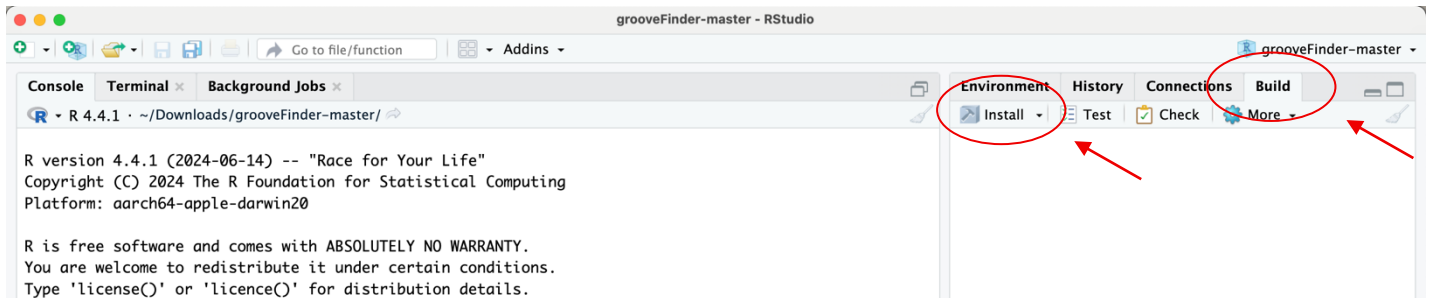 grooveFinder-master - RStudio
Go to file/function Addins grooveFinder-master
Console Terminal Background Jobs
R 4.4.1 · ~/Downloads/grooveFinder-master/
Environment History Connections Build
Install Test Check More
R version 4.4.1 (2024-06-14) -- "Race for Your Life"
Copyright (C) 2024 The R Foundation for Statistical Computing
Platform: aarch64-apple-darwin20
R is free software and comes with ABSOLUTELY NO WARRANTY.
You are welcome to redistribute it under certain conditions.
Type 'license()' or 'licence()' for distribution details.